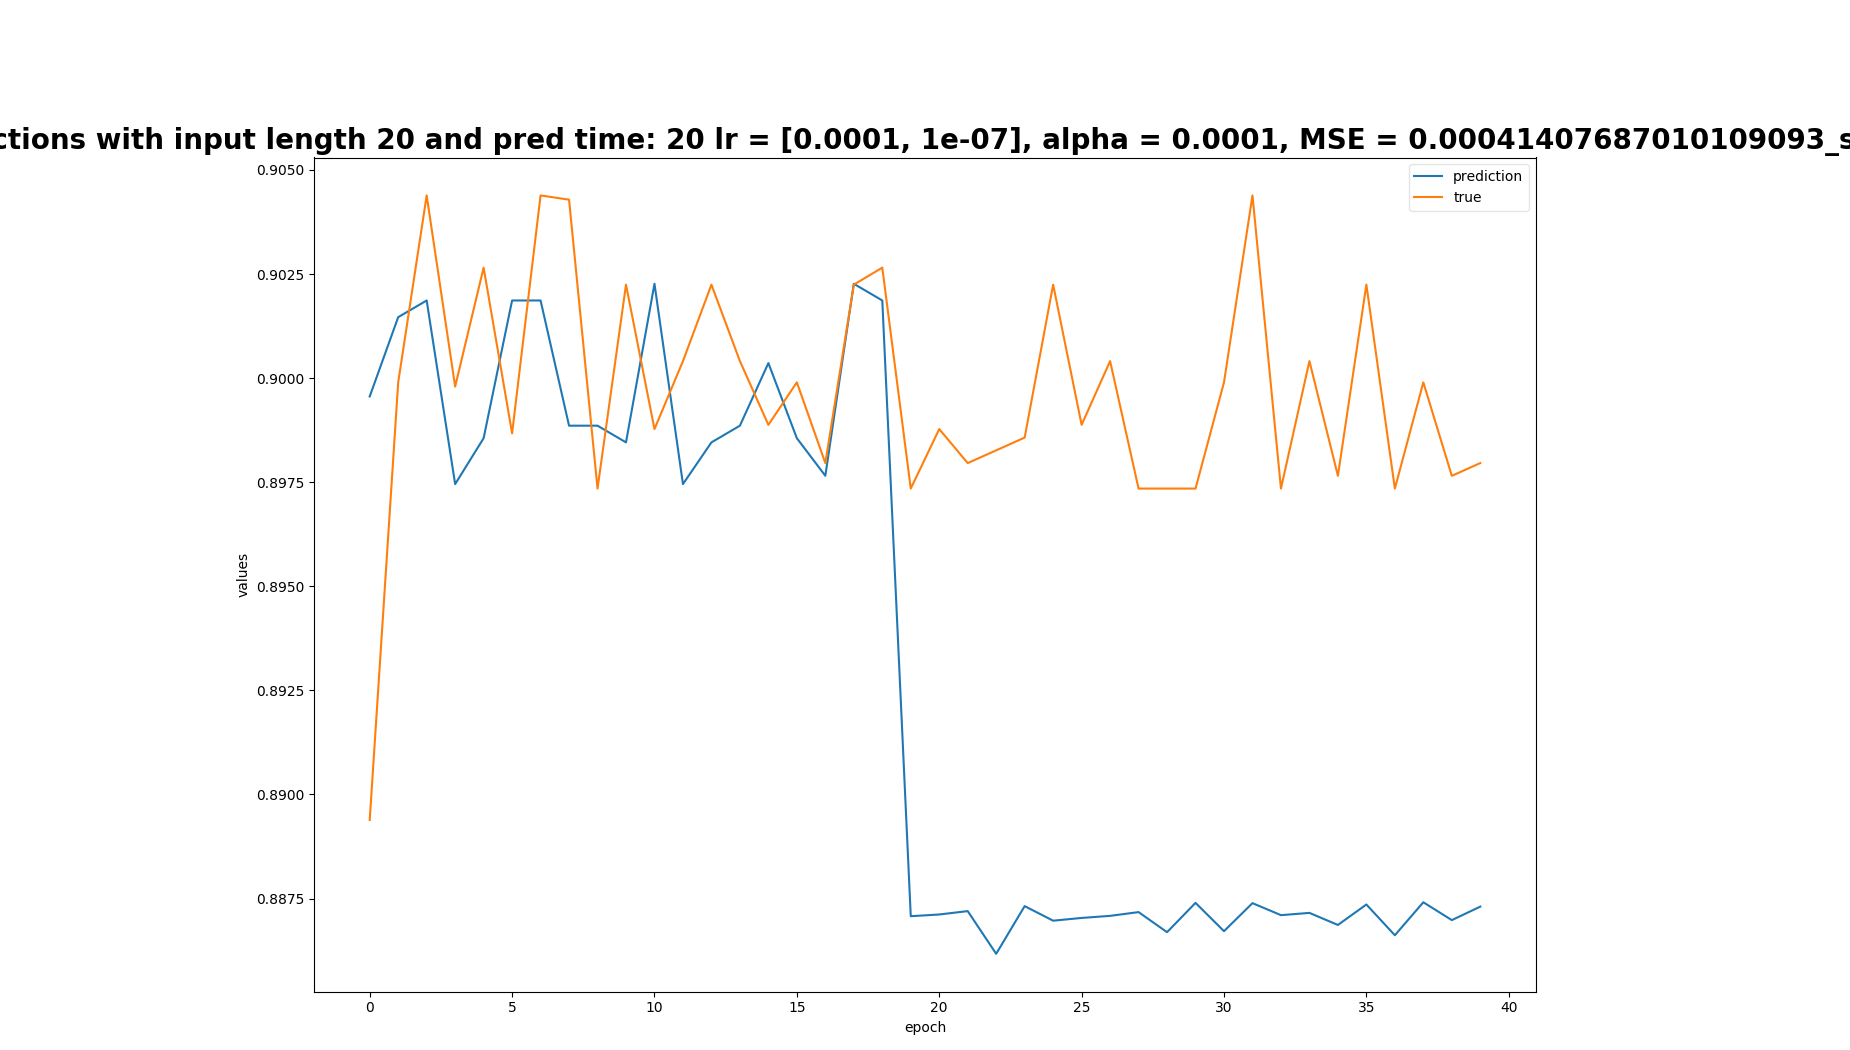 ctions with input length 20 and pred time: 20 lr = [0.0001, 1e-07], alpha = 0.0001, MSE = 0.00041407687010109093_s
prediction
true
0.9050
0.9025
0.9000
0.8975
0.8950
0.8925
0.8900
0.8875
values
0 5 10 15 20 25 30 35 40
epoch